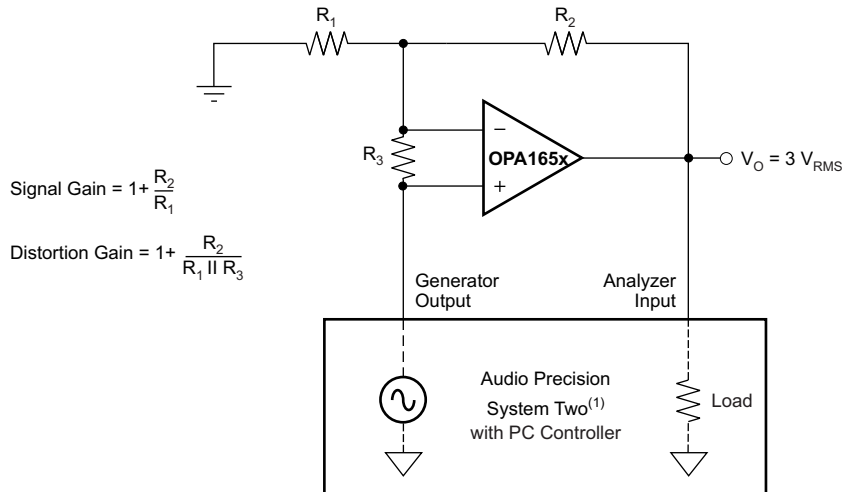 R1
R2
R3
−
+
OPA165x
VO = 3 VRMS
Signal Gain = 1+ R2/R1
Distortion Gain = 1+ R2/(R1 II R3)
Generator
Output
Analyzer
Input
Audio Precision
System Two(1)
with PC Controller
Load